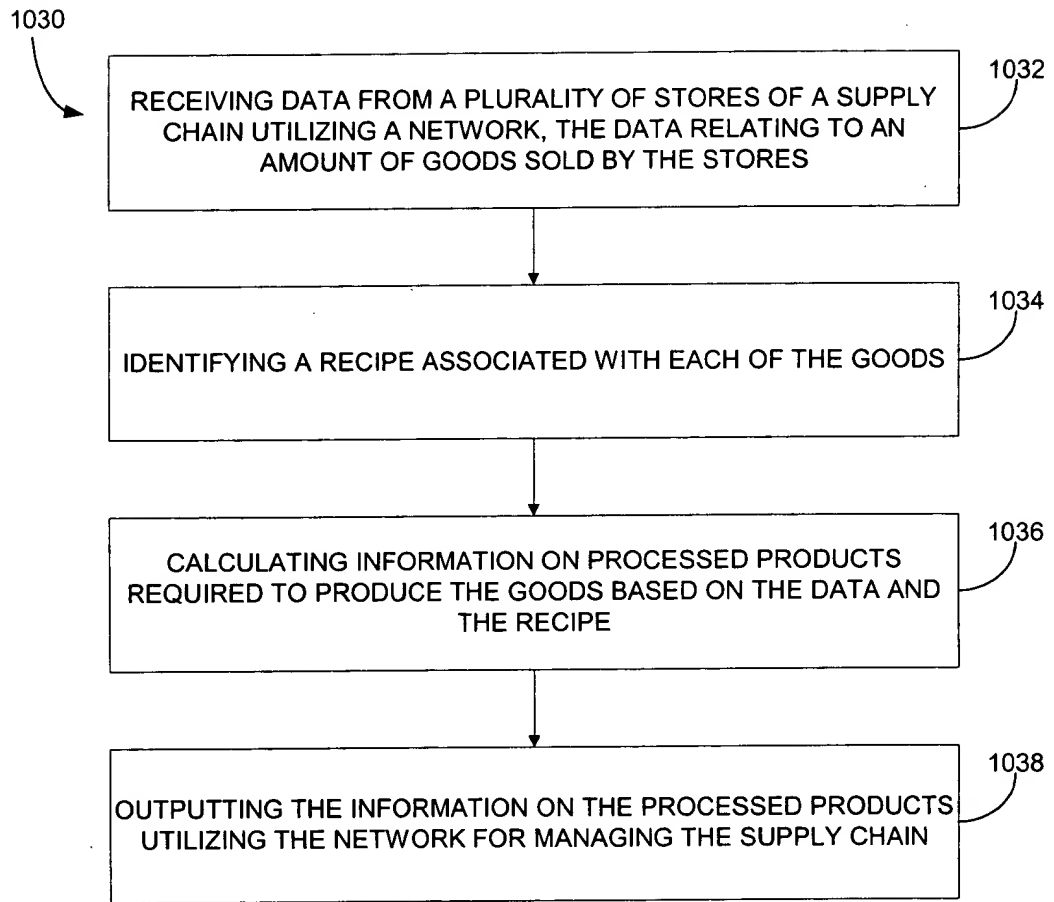 1030
1032
RECEIVING DATA FROM A PLURALITY OF STORES OF A SUPPLY
CHAIN UTILIZING A NETWORK, THE DATA RELATING TO AN
AMOUNT OF GOODS SOLD BY THE STORES
1034
IDENTIFYING A RECIPE ASSOCIATED WITH EACH OF THE GOODS
1036
CALCULATING INFORMATION ON PROCESSED PRODUCTS
REQUIRED TO PRODUCE THE GOODS BASED ON THE DATA AND
THE RECIPE
1038
OUTPUTTING THE INFORMATION ON THE PROCESSED PRODUCTS
UTILIZING THE NETWORK FOR MANAGING THE SUPPLY CHAIN